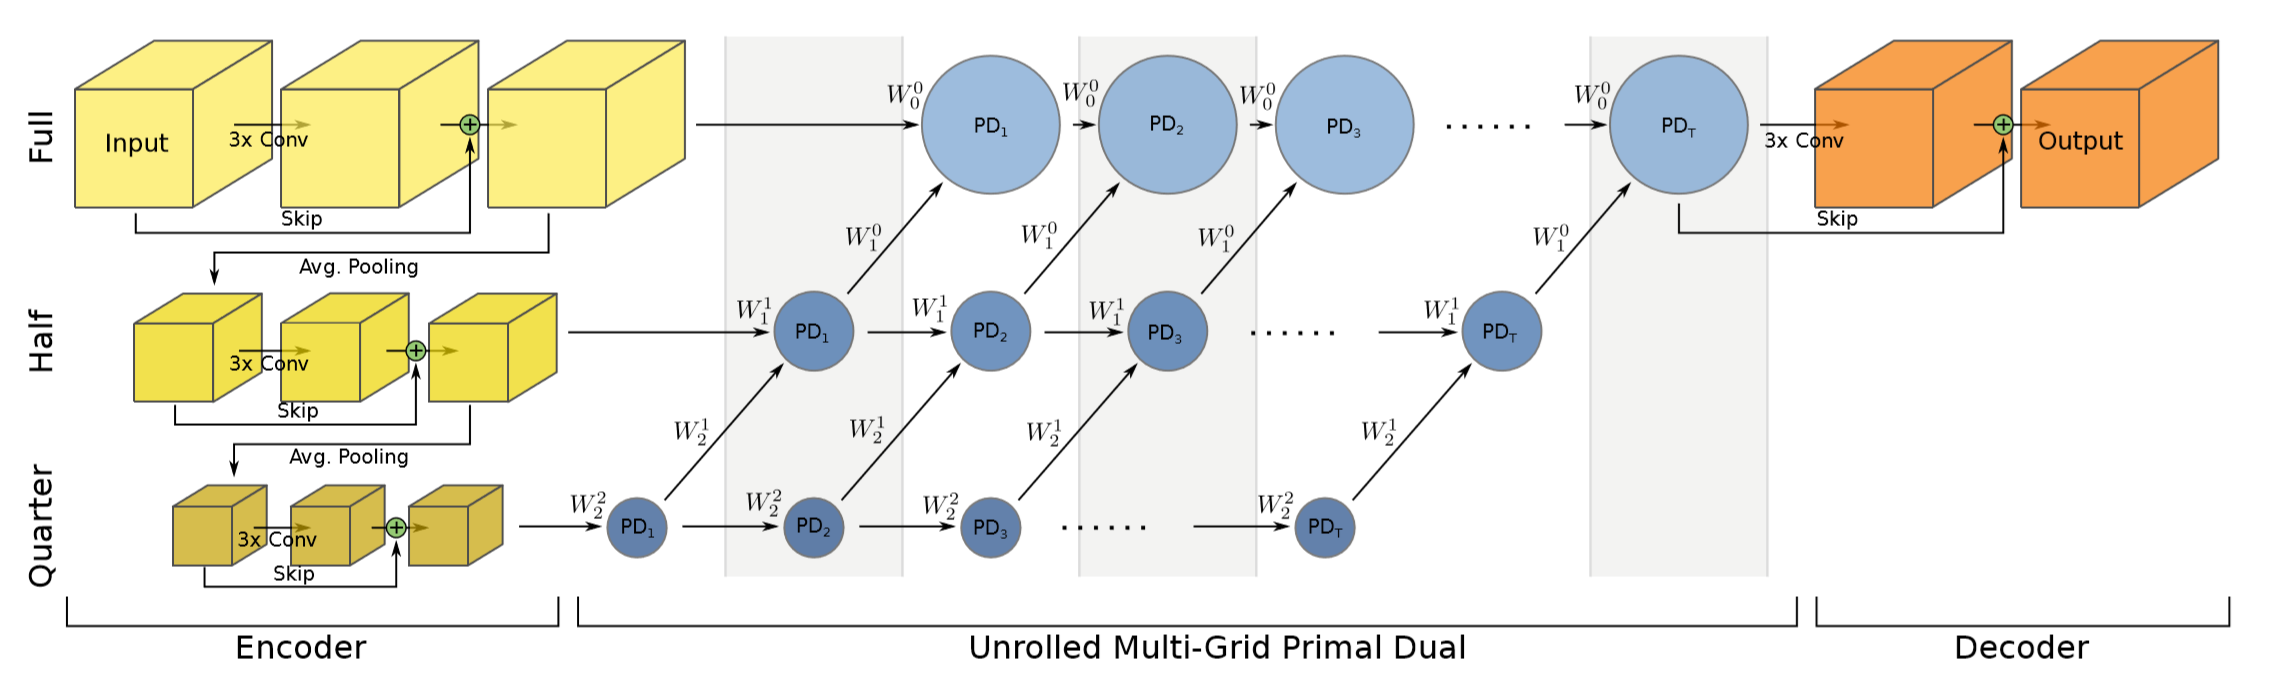 Full
Input
3x Conv
Skip
W_0^0
PD_1
W_0^0
PD_2
W_0^0
PD_3
......
W_0^0
PD_T
3x Conv
Skip
Output
Avg. Pooling
W_1^0
W_1^0
W_1^0
W_1^0
Half
3x Conv
Skip
W_1^1
PD_1
W_1^1
PD_2
W_1^1
PD_3
......
W_1^1
PD_T
Avg. Pooling
W_2^1
W_2^1
W_2^1
W_2^1
Quarter
3x Conv
Skip
W_2^2
PD_1
W_2^2
PD_2
W_2^2
PD_3
......
W_2^2
PD_T
Encoder
Unrolled Multi-Grid Primal Dual
Decoder